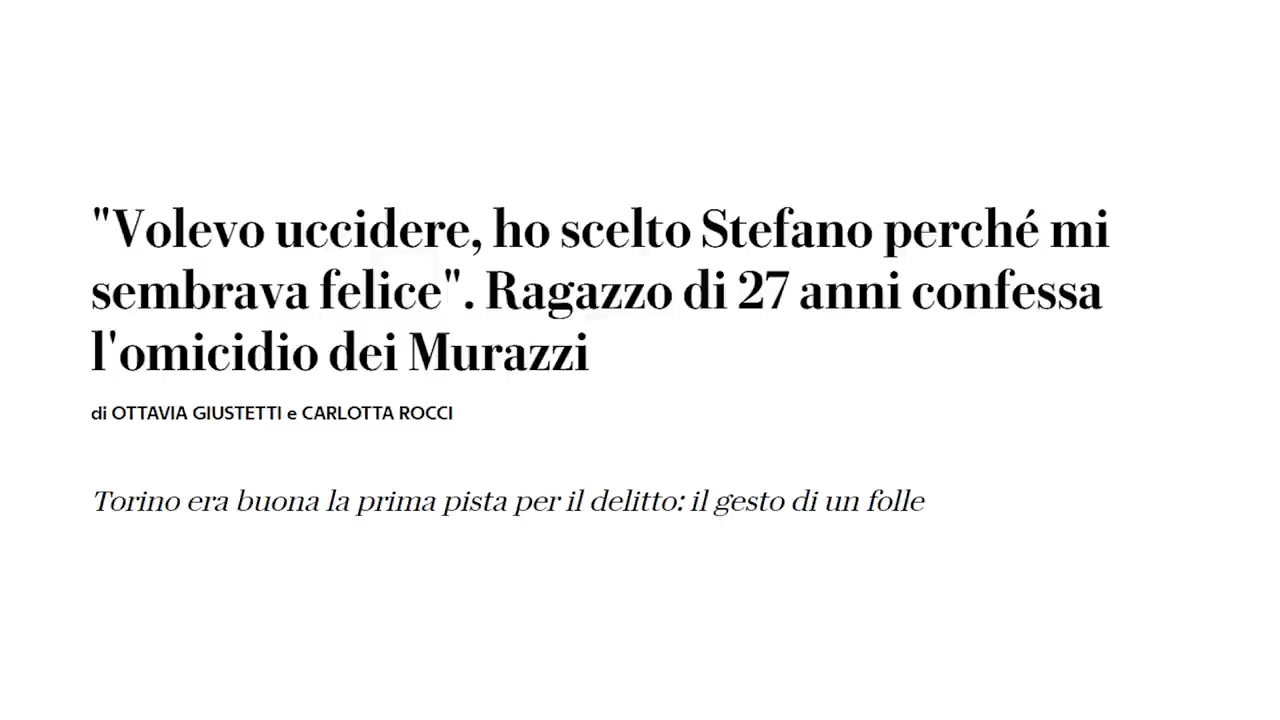 "Volevo uccidere, ho scelto Stefano perché mi
sembrava felice". Ragazzo di 27 anni confessa
l'omicidio dei Murazzi
di OTTAVIA GIUSTETTI e CARLOTTA ROCCI
Torino era buona la prima pista per il delitto: il gesto di un folle